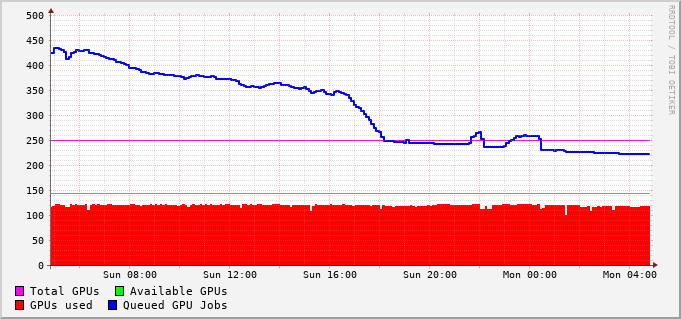 500
450
400
350
300
250
200
150
100
50
0
Sun 08:00 Sun 12:00 Sun 16:00 Sun 20:00 Mon 00:00 Mon 04:00
Total GPUs Available GPUs
GPUs used Queued GPU Jobs
RRDTOOL / TOBI OETIKER